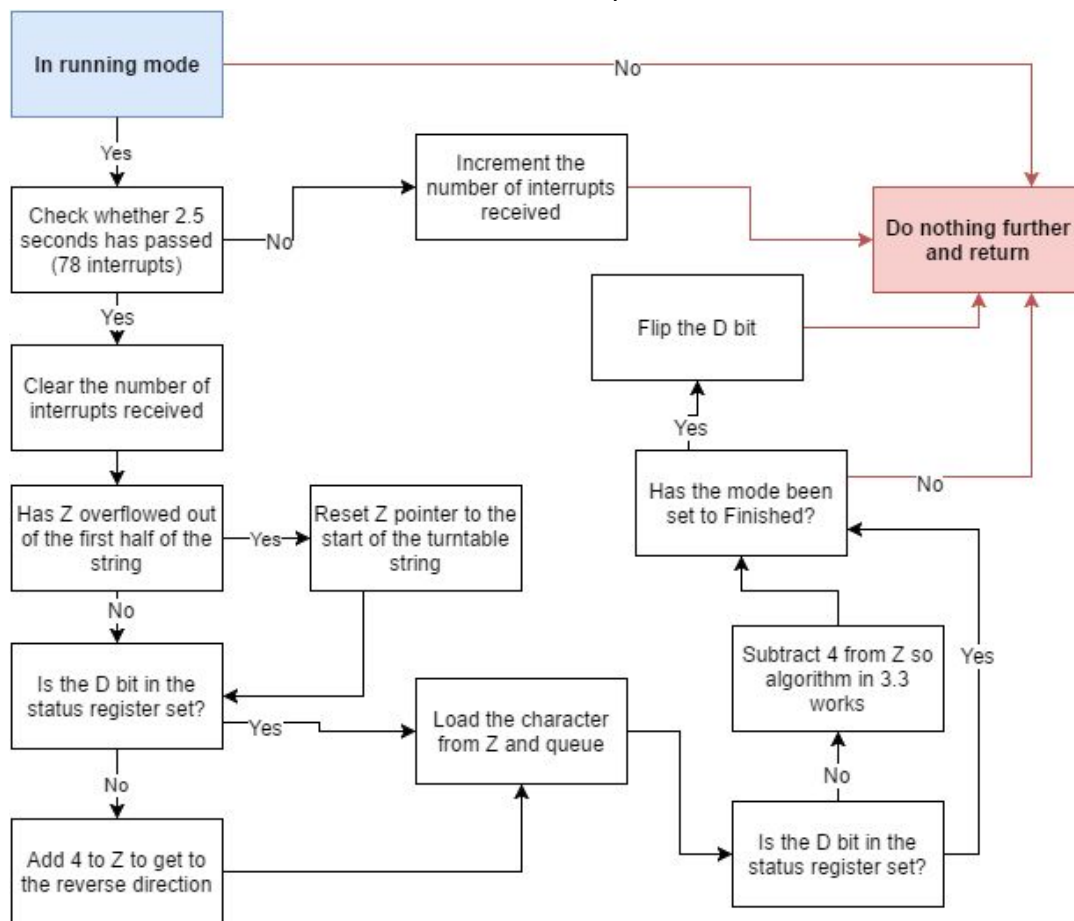 In running mode
No
Yes
Increment the
number of interrupts
received
Check whether 2.5
seconds has passed
(78 interrupts)
No
Do nothing further
and return
Yes
Flip the D bit
Clear the number of
interrupts received
Yes
Has the mode been
set to Finished?
No
Has Z overflowed out
of the first half of the
string
Yes
Reset Z pointer to the
start of the turntable
string
No
Is the D bit in the
status register set?
Yes
Load the character
from Z and queue
Subtract 4 from Z so
algorithm in 3.3
works
Yes
No
No
Add 4 to Z to get to
the reverse direction
Is the D bit in the
status register set?